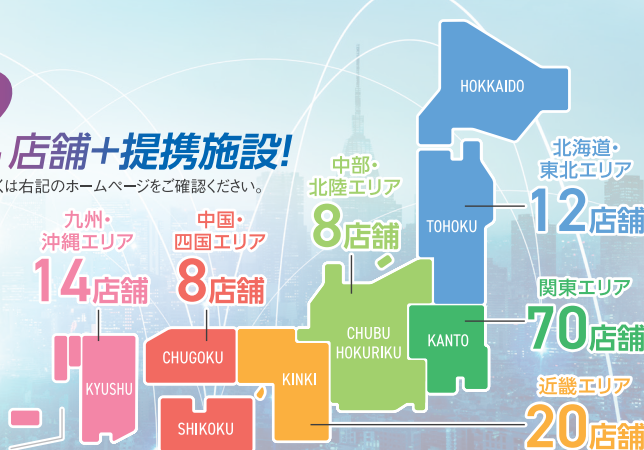 店舗+提携施設!
くは右記のホームページをご確認ください。
HOKKAIDO
北海道・
東北エリア
12店舗
中部・
北陸エリア
8店舗
TOHOKU
九州・
沖縄エリア
14店舗
中国・
四国エリア
8店舗
関東エリア
70店舗
CHUBU
HOKURIKU
KANTO
CHUGOKU
KYUSHU
KINKI
近畿エリア
20店舗
SHIKOKU